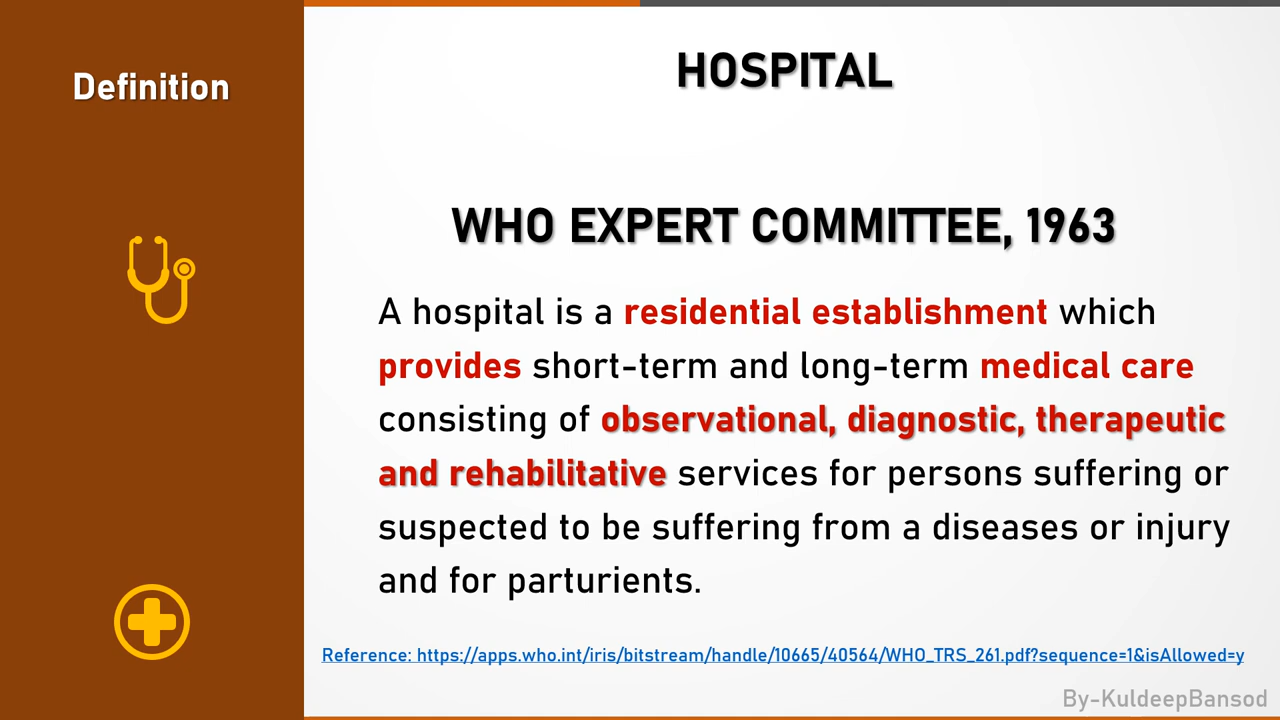 Definition
HOSPITAL
WHO EXPERT COMMITTEE, 1963
A hospital is a residential establishment which
provides short-term and long-term medical care
consisting of observational, diagnostic, therapeutic
and rehabilitative services for persons suffering or
suspected to be suffering from a diseases or injury
and for parturients.
Reference: https://apps.who.int/iris/bitstream/handle/10665/40564/WHO_TRS_261.pdf?sequence=1&isAllowed=y
By-KuldeepBansod